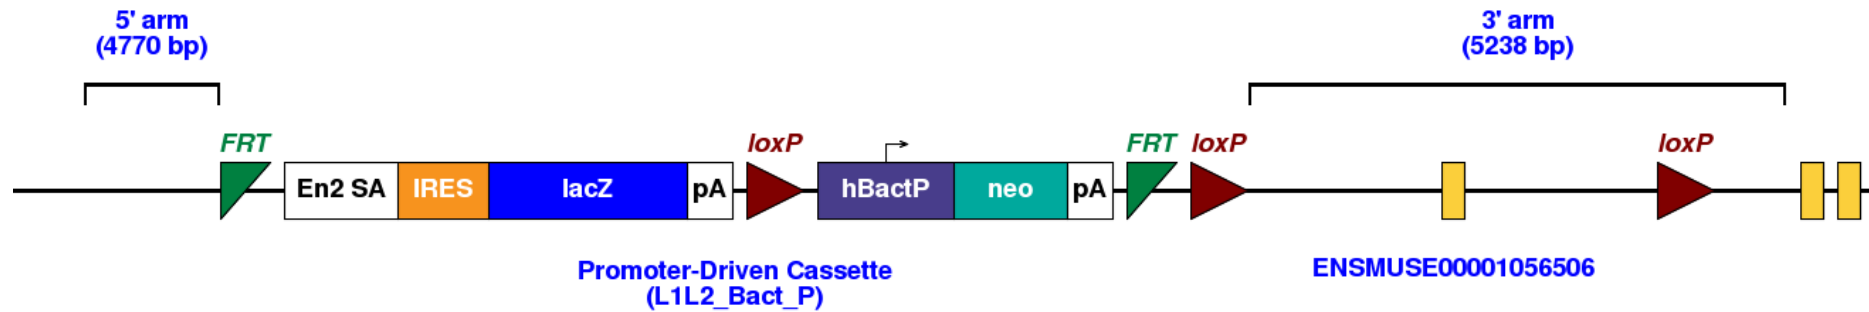 5' arm
(4770 bp)
3' arm
(5238 bp)
FRT
loxP
FRT
loxP
loxP
En2 SA
IRES
lacZ
pA
hBactP
neo
pA
Promoter-Driven Cassette
(L1L2_Bact_P)
ENSMUSE00001056506